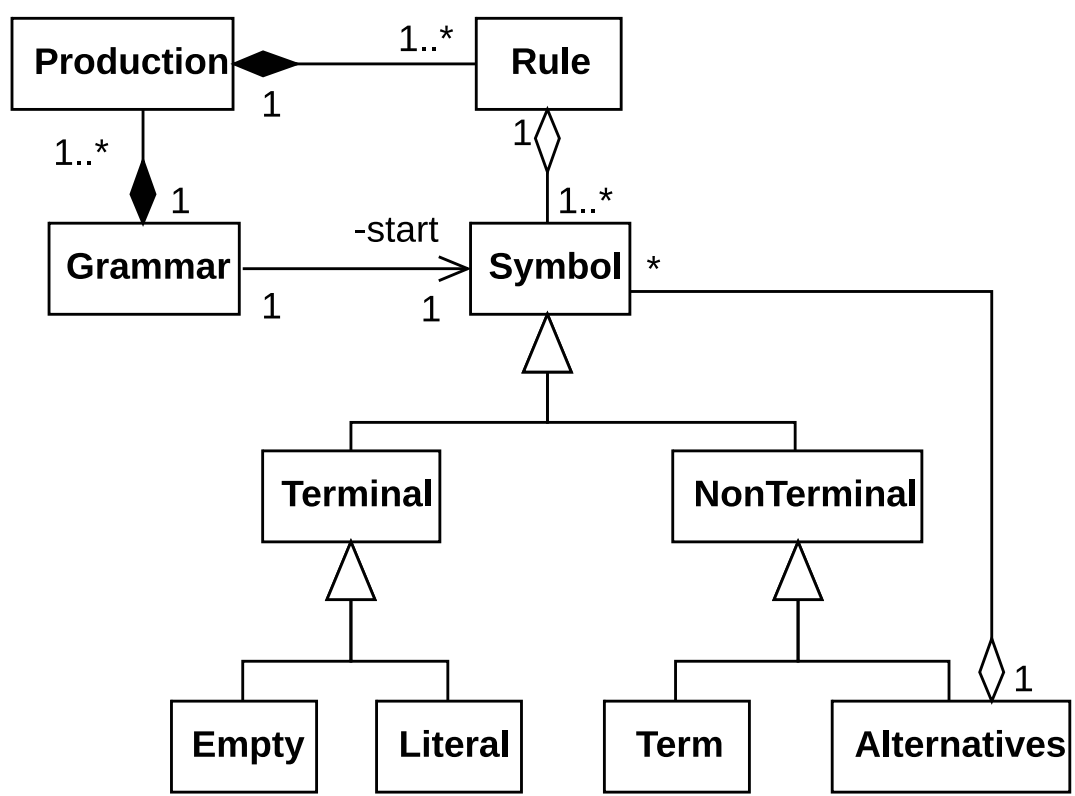 Production
1..*
Rule
1
1
1..*
1
1..*
-start
Grammar
Symbol
*
1
1
Terminal
NonTerminal
1
Empty
Literal
Term
Alternatives